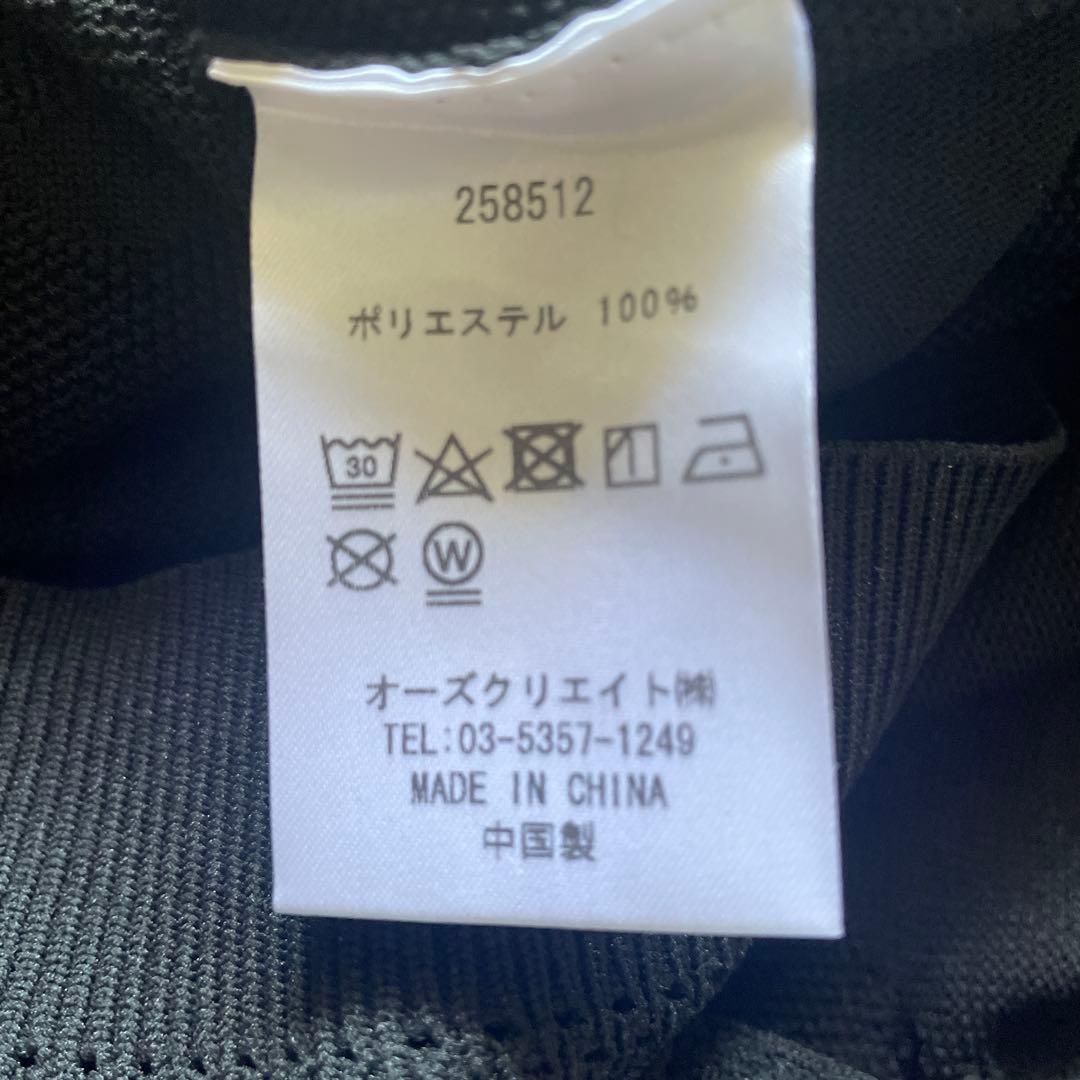 258512
ポリエステル 100%
30
W
オーズクリエイト㈱
TEL:03-5357-1249
MADE IN CHINA
中国製